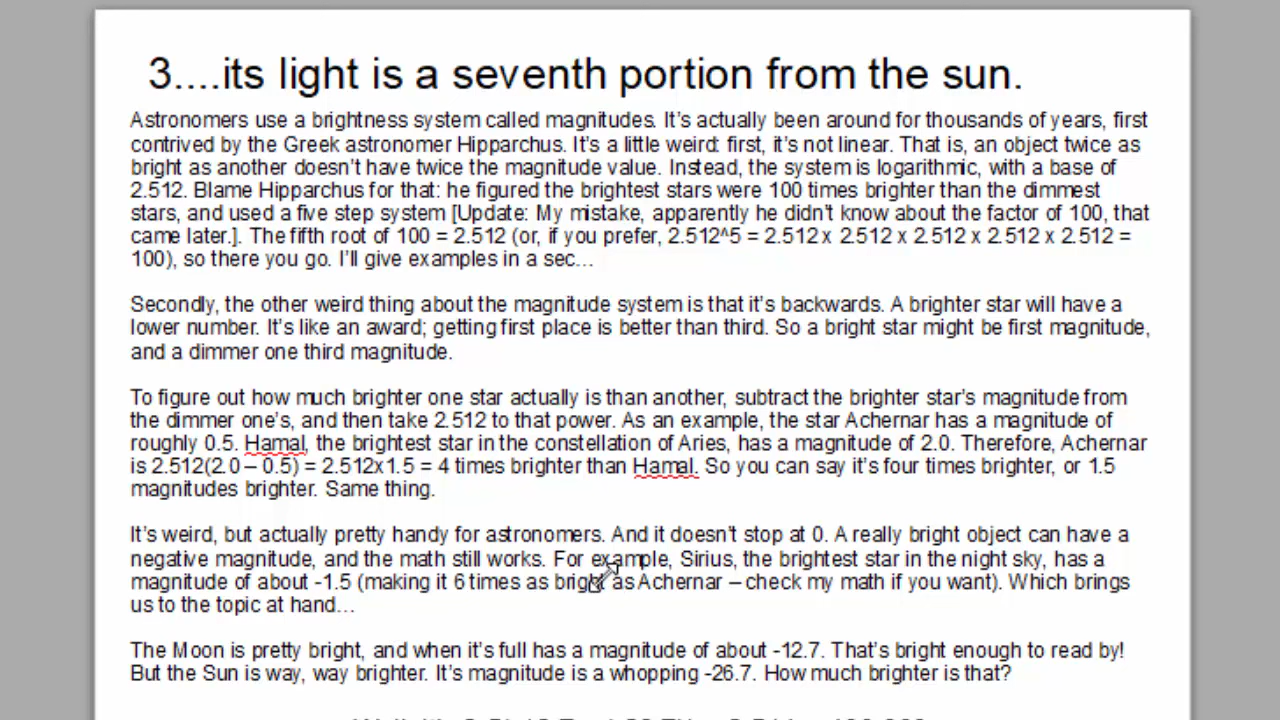 3....its light is a seventh portion from the sun.
Astronomers use a brightness system called magnitudes. It's actually been around for thousands of years, first
contrived by the Greek astronomer Hipparchus. It's a little weird: first, it's not linear. That is, an object twice as
bright as another doesn't have twice the magnitude value. Instead, the system is logarithmic, with a base of
2.512. Blame Hipparchus for that: he figured the brightest stars were 100 times brighter than the dimmest
stars, and used a five step system [Update: My mistake, apparently he didn't know about the factor of 100, that
came later.]. The fifth root of 100 = 2.512 (or, if you prefer, 2.512^5 = 2.512 x 2.512 x 2.512 x 2.512 x 2.512 =
100), so there you go. I'll give examples in a sec…
Secondly, the other weird thing about the magnitude system is that it's backwards. A brighter star will have a
lower number. It's like an award; getting first place is better than third. So a bright star might be first magnitude,
and a dimmer one third magnitude.
To figure out how much brighter one star actually is than another, subtract the brighter star's magnitude from
the dimmer one's, and then take 2.512 to that power. As an example, the star Achernar has a magnitude of
roughly 0.5. Hamal, the brightest star in the constellation of Aries, has a magnitude of 2.0. Therefore, Achernar
is 2.512(2.0 – 0.5) = 2.512x1.5 = 4 times brighter than Hamal. So you can say it's four times brighter, or 1.5
magnitudes brighter. Same thing.
It's weird, but actually pretty handy for astronomers. And it doesn't stop at 0. A really bright object can have a
negative magnitude, and the math still works. For example, Sirius, the brightest star in the night sky, has a
magnitude of about -1.5 (making it 6 times as bright as Achernar – check my math if you want). Which brings
us to the topic at hand…
The Moon is pretty bright, and when it's full has a magnitude of about -12.7. That's bright enough to read by!
But the Sun is way, way brighter. It's magnitude is a whopping -26.7. How much brighter is that?